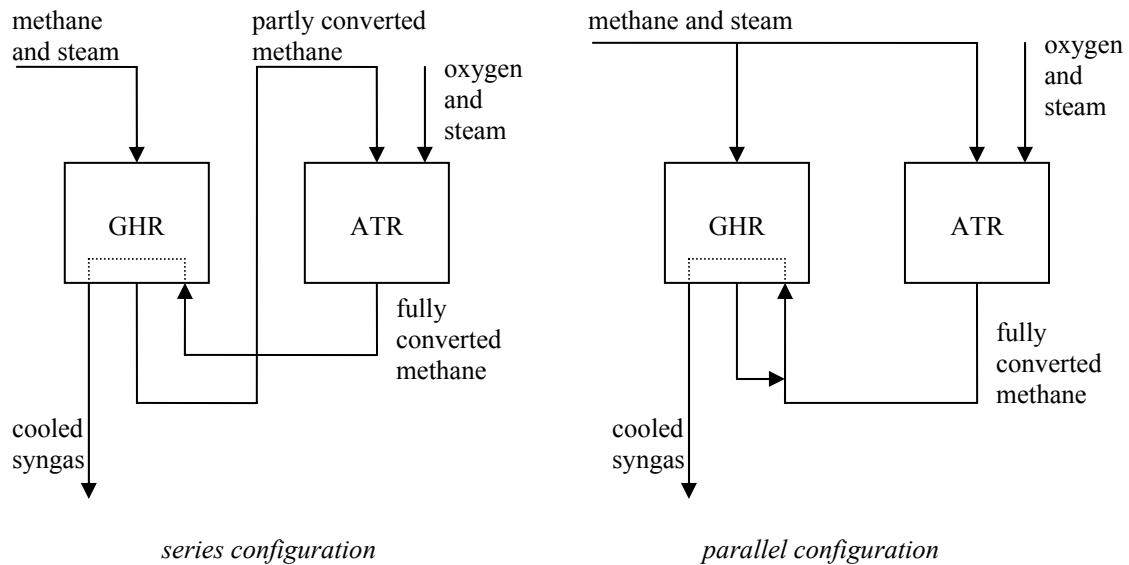 methane
and steam
partly converted
methane
oxygen
and
steam
GHR
ATR
fully
converted
methane
cooled
syngas
series configuration
methane and steam
oxygen
and
steam
GHR
ATR
fully
converted
methane
cooled
syngas
parallel configuration